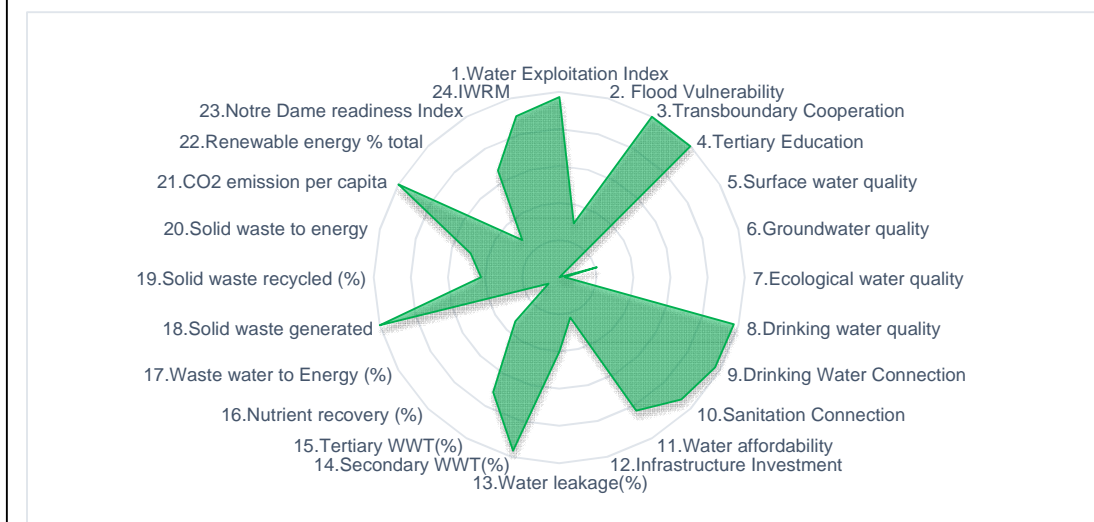 1.Water Exploitation Index
2. Flood Vulnerability
3.Transboundary Cooperation
4.Tertiary Education
5.Surface water quality
6.Groundwater quality
7.Ecological water quality
8.Drinking water quality
9.Drinking Water Connection
10.Sanitation Connection
11.Water affordability
12.Infrastructure Investment
13.Water leakage(%)
14.Secondary WWT(%)
15.Tertiary WWT(%)
16.Nutrient recovery (%)
17.Waste water to Energy (%)
18.Solid waste generated
19.Solid waste recycled (%)
20.Solid waste to energy
21.CO2 emission per capita
22.Renewable energy % total
23.Notre Dame readiness Index
24.IWRM